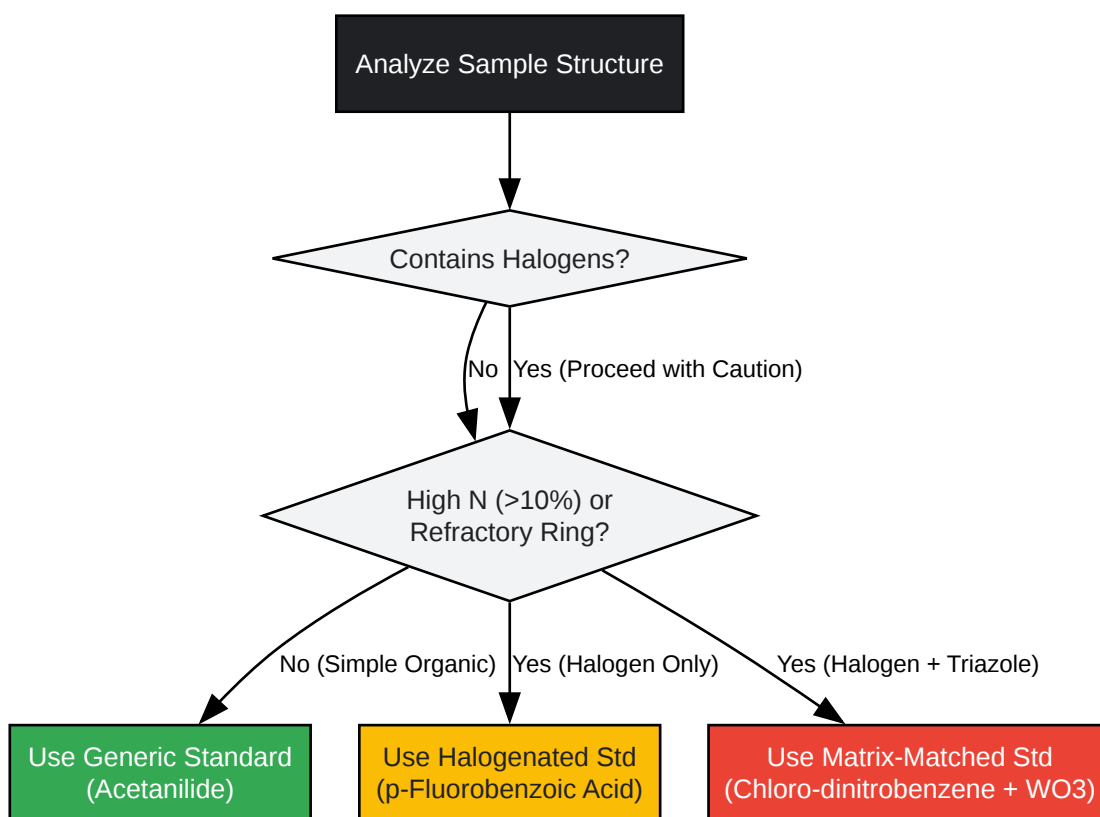 Analyze Sample Structure
Contains Halogens?
No
Yes (Proceed with Caution)
High N (>10%) or
Refractory Ring?
No (Simple Organic)
Yes (Halogen Only)
Yes (Halogen + Triazole)
Use Generic Standard
(Acetanilide)
Use Halogenated Std
(p-Fluorobenzoic Acid)
Use Matrix-Matched Std
(Chloro-dinitrobenzene + WO3)